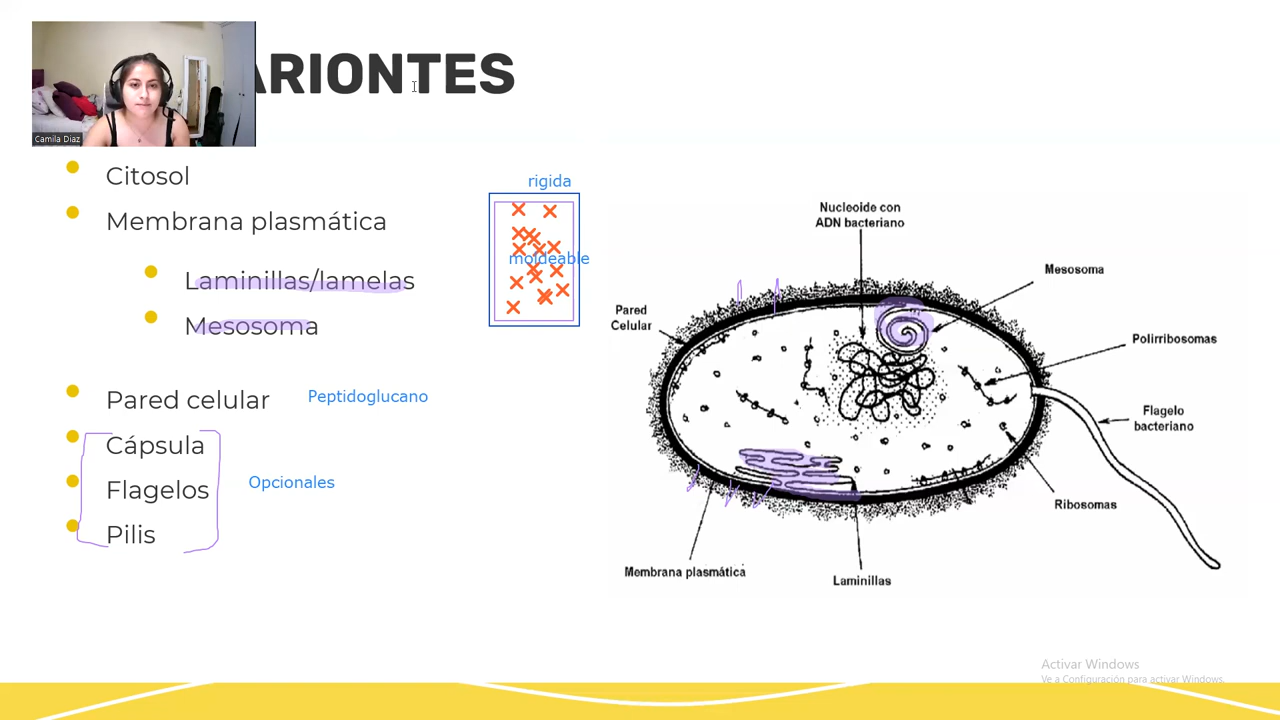 ARIONTES
Camila Diaz
Citosol
Membrana plasmática
Laminillas/lamelas
Mesosoma
Pared celular
Peptidoglucano
Cápsula
Flagelos
Opcionales
Pilis
rigida
moldeable
Nucleoide con
ADN bacteriano
Mesosoma
Pared
Celular
Polirribosomas
Flagelo
bacteriano
Ribosomas
Membrana plasmática
Laminillas
Activar Windows
Ve a Configuración para activar Windows.